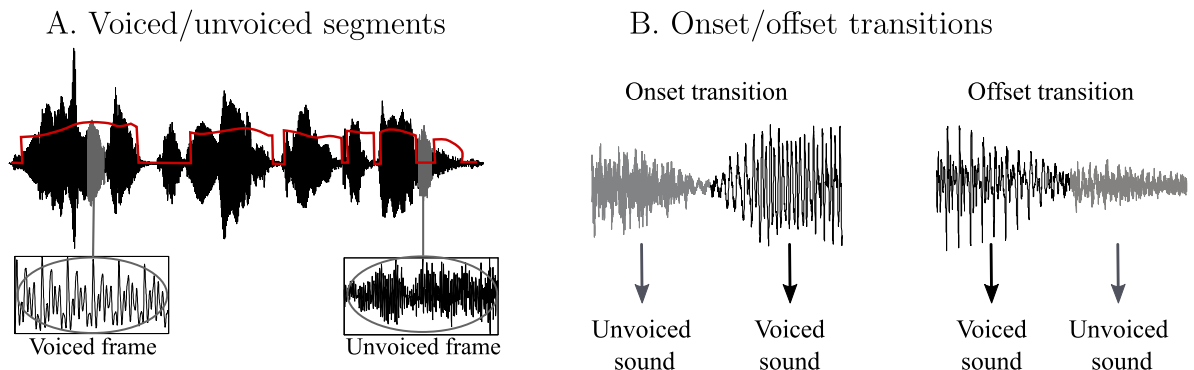 A. Voiced/unvoiced segments
Voiced frame
Unvoiced frame
B. Onset/offset transitions
Onset transition
Offset transition
Unvoiced
sound
Voiced
sound
Voiced
sound
Unvoiced
sound